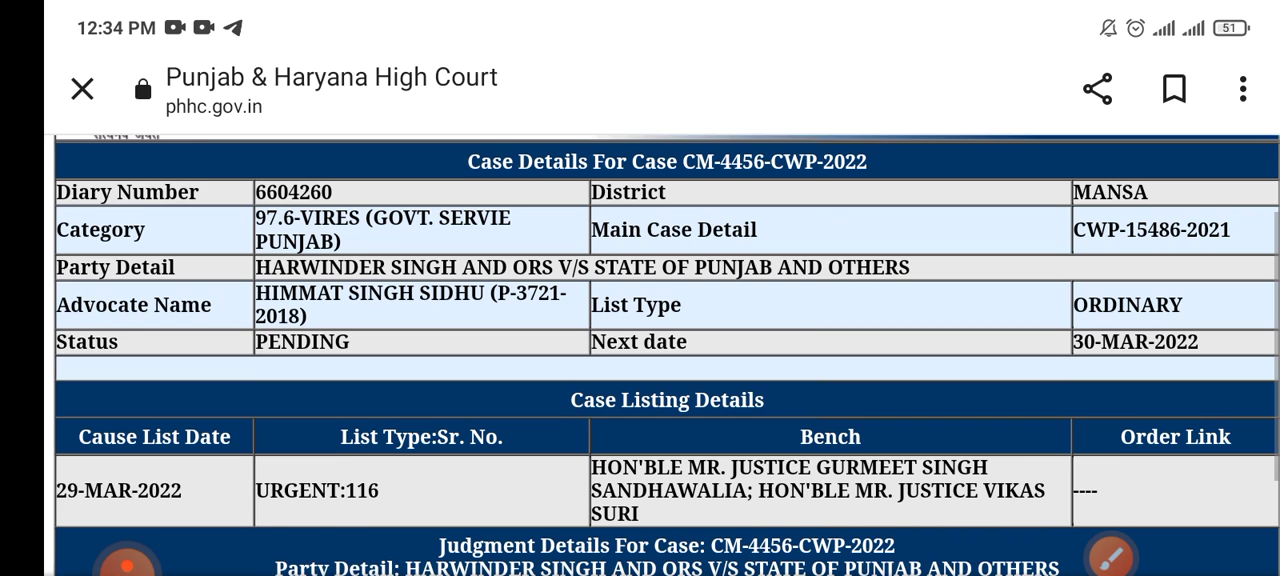 12:34 PM
51
Punjab & Haryana High Court
phhc.gov.in
Case Details For Case CM-4456-CWP-2022
Diary Number 6604260 District MANSA
Category 97.6-VIRES (GOVT. SERVIE PUNJAB) Main Case Detail CWP-15486-2021
Party Detail HARWINDER SINGH AND ORS V/S STATE OF PUNJAB AND OTHERS
Advocate Name HIMMAT SINGH SIDHU (P-3721-2018) List Type ORDINARY
Status PENDING Next date 30-MAR-2022
Case Listing Details
Cause List Date List Type:Sr. No. Bench Order Link
29-MAR-2022 URGENT:116 HON'BLE MR. JUSTICE GURMEET SINGH SANDHAWALIA; HON'BLE MR. JUSTICE VIKAS SURI ----
Judgment Details For Case: CM-4456-CWP-2022
Party Detail: HARWINDER SINGH AND ORS V/S STATE OF PUNJAB AND OTHERS